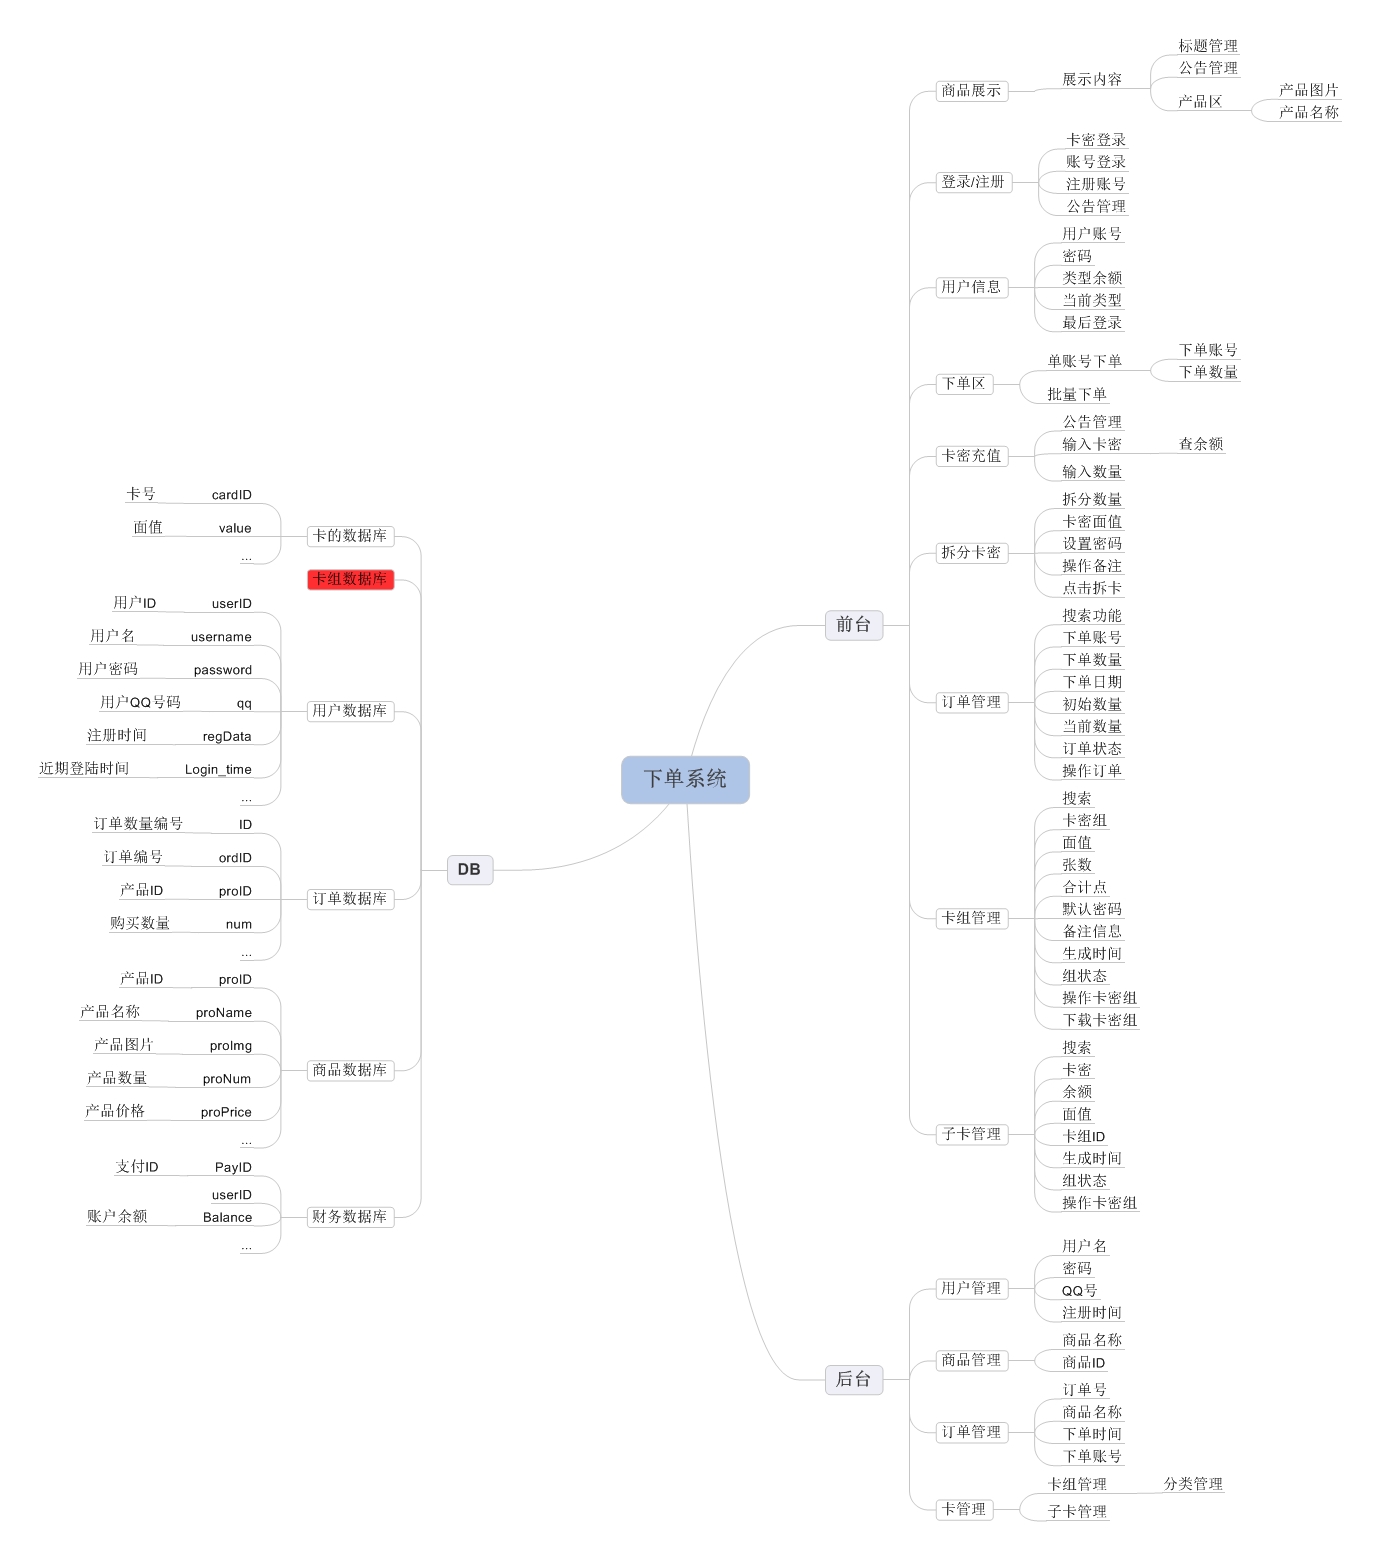 下单系统
前台
商品展示
展示内容
标题管理
公告管理
产品区
产品图片
产品名称
登录/注册
卡密登录
账号登录
注册账号
公告管理
用户信息
用户账号
密码
类型余额
当前类型
最后登录
下单区
单账号下单
下单账号
下单数量
批量下单
卡密充值
公告管理
输入卡密
查余额
输入数量
拆分卡密
拆分数量
卡密面值
设置密码
操作备注
点击拆卡
订单管理
搜索功能
下单账号
下单数量
下单日期
初始数量
当前数量
订单状态
操作订单
卡组管理
搜索
卡密组
面值
张数
合计点
默认密码
备注信息
生成时间
组状态
操作卡密组
下载卡密组
子卡管理
搜索
卡密
余额
面值
卡组ID
生成时间
组状态
操作卡密组
后台
用户管理
用户名
密码
QQ号
注册时间
商品管理
商品名称
商品ID
订单管理
订单号
商品名称
下单时间
下单账号
卡管理
卡组管理
分类管理
子卡管理
DB
卡的数据库
cardID
卡号
value
面值
...
卡组数据库
用户数据库
userID
用户ID
username
用户名
password
用户密码
qq
用户QQ号码
regData
注册时间
Login_time
近期登陆时间
...
订单数据库
ID
订单数量编号
ordID
订单编号
proID
产品ID
num
购买数量
...
商品数据库
proID
产品ID
proName
产品名称
proImg
产品图片
proNum
产品数量
proPrice
产品价格
...
财务数据库
PayID
支付ID
userID
Balance
账户余额
...